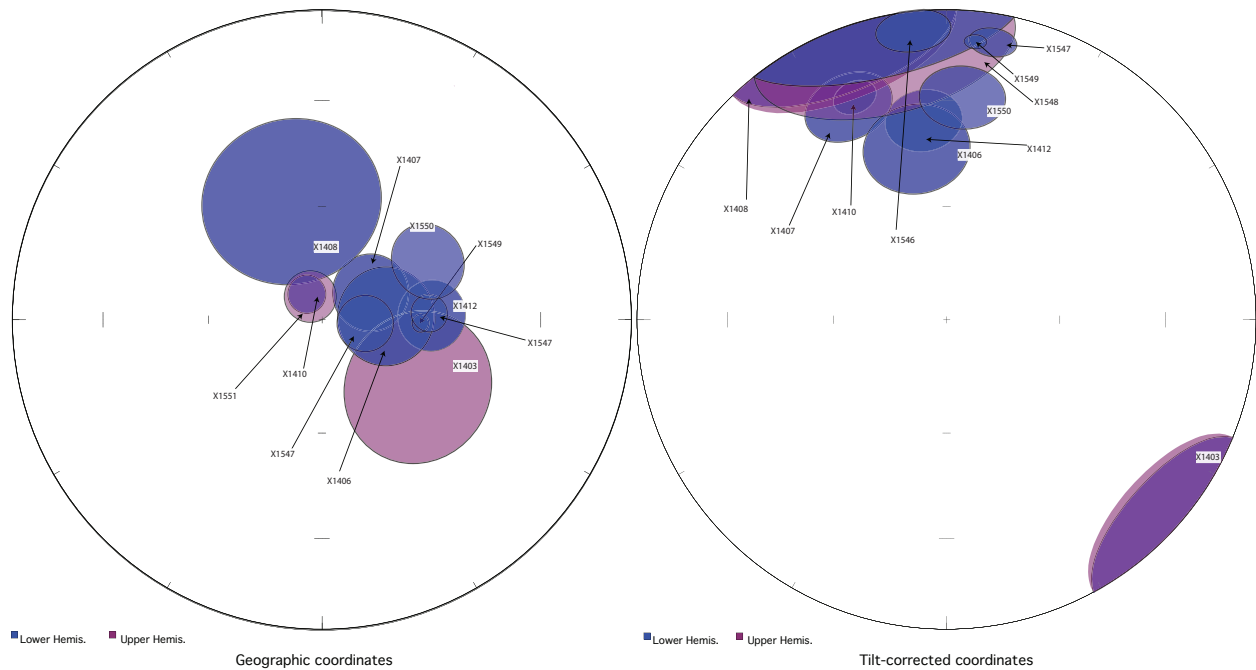 X1407
X1550
X1549
X1408
X1412
X1547
X1403
X1410
X1551
X1547
X1406
Lower Hemis.
Upper Hemis.
Geographic coordinates
X1547
X1549
X1548
X1550
X1412
X1406
X1408
X1410
X1407
X1546
X1403
Lower Hemis.
Upper Hemis.
Tilt-corrected coordinates